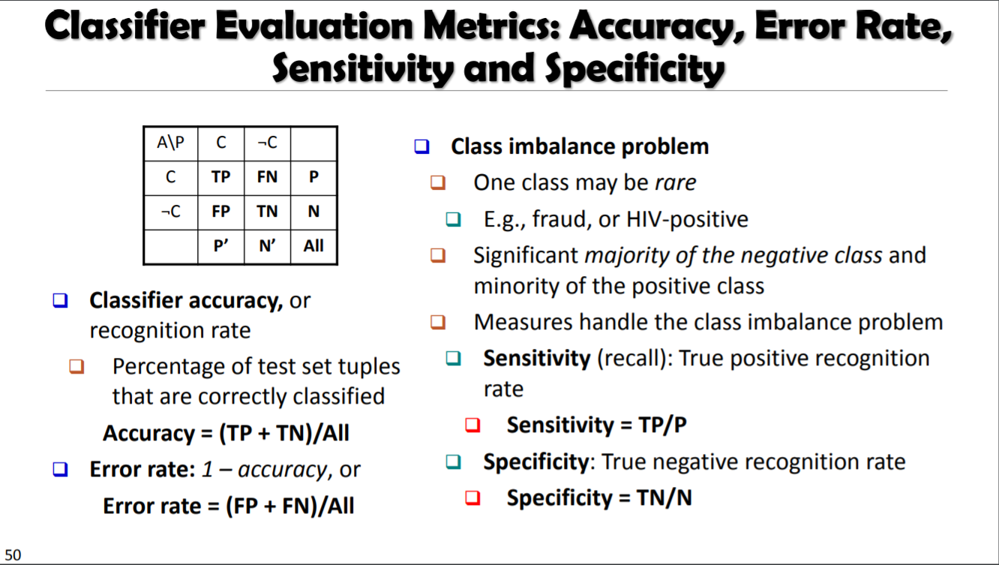 Classifier Evaluation Metrics: Accuracy, Error Rate,
Sensitivity and Specificity
A\P C ¬C
C TP FN P
¬C FP TN N
P’ N’ All
❑ Classifier accuracy, or
recognition rate
❑ Percentage of test set tuples
that are correctly classified
Accuracy = (TP + TN)/All
❑ Error rate: 1 – accuracy, or
Error rate = (FP + FN)/All
❑ Class imbalance problem
❑ One class may be rare
❑ E.g., fraud, or HIV-positive
❑ Significant majority of the negative class and
minority of the positive class
❑ Measures handle the class imbalance problem
❑ Sensitivity (recall): True positive recognition
rate
❑ Sensitivity = TP/P
❑ Specificity: True negative recognition rate
❑ Specificity = TN/N
50